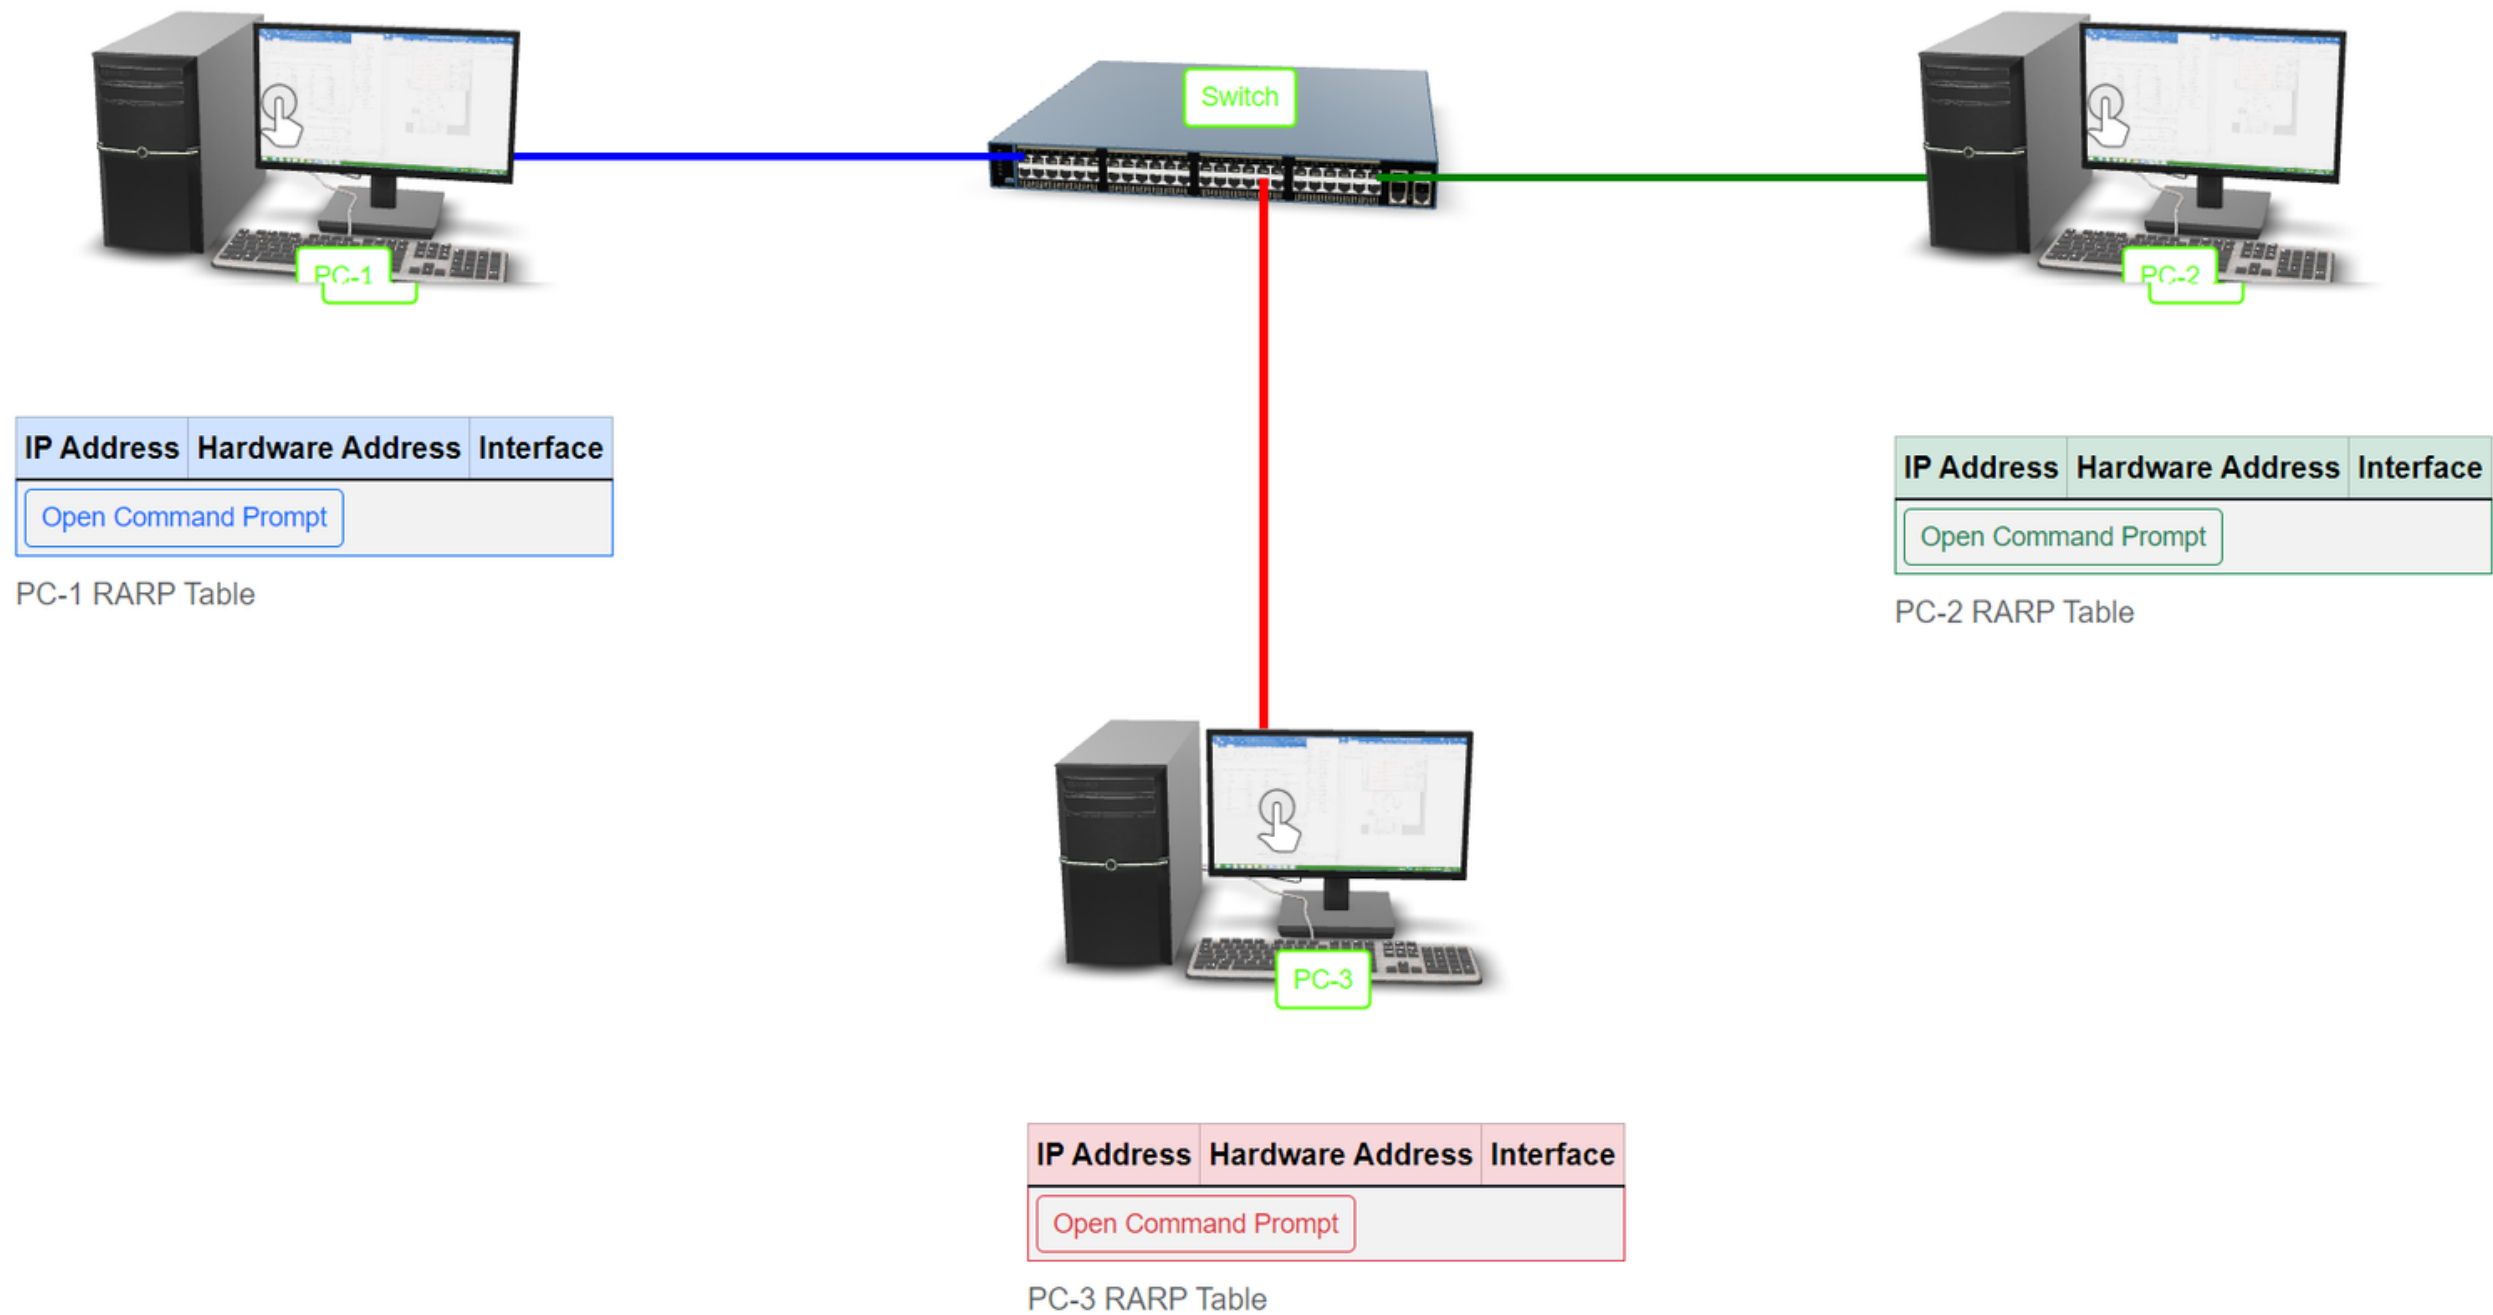 Switch
PC-1
PC-2
IP Address Hardware Address Interface
Open Command Prompt
PC-1 RARP Table
IP Address Hardware Address Interface
Open Command Prompt
PC-2 RARP Table
PC-3
IP Address Hardware Address Interface
Open Command Prompt
PC-3 RARP Table